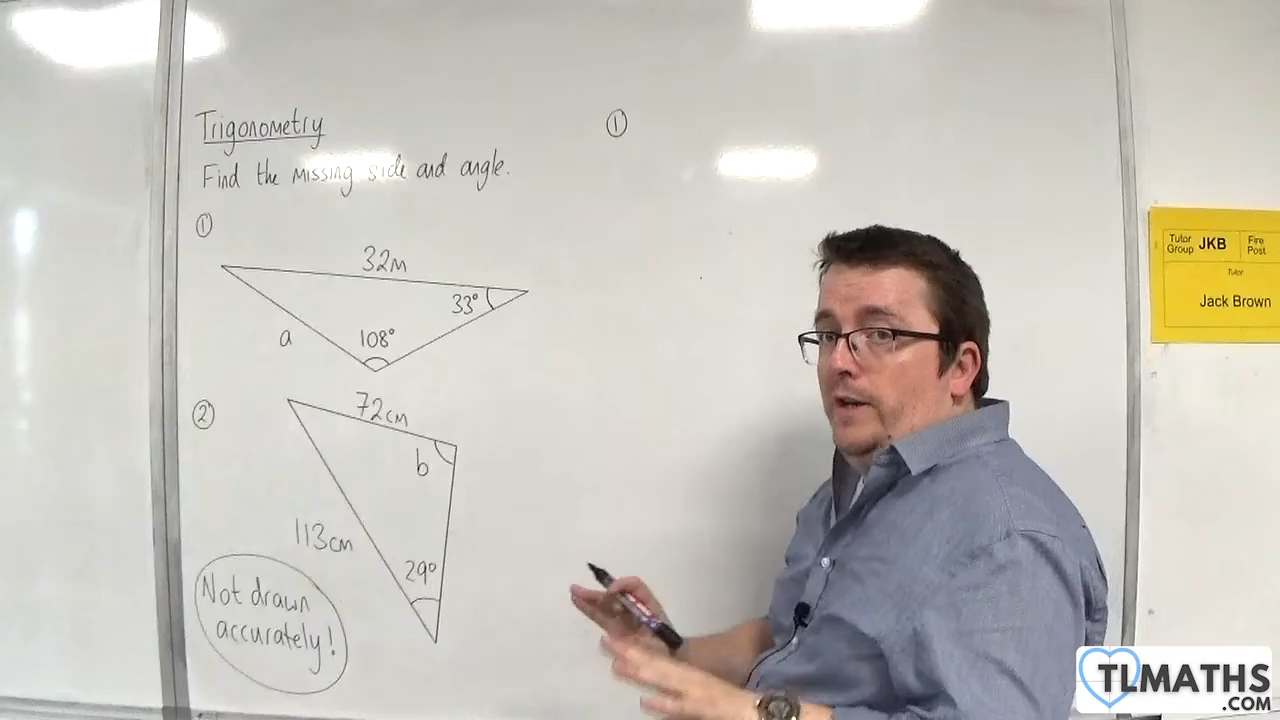 Trigonometry
Find the missing side and angle.
①
32m
33°
108°
a
②
72cm
b
113cm
29°
Not drawn
accurately!
①
Tutor Group JKB Fire Post
Tutor
Jack Brown
TLMATHS
.COM